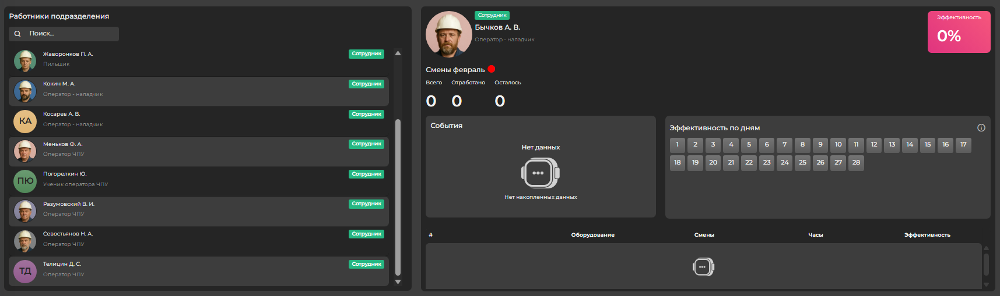 Работники подразделения
Поиск...
Жаворонков П. А.
Сотрудник
Пильщик
Кокин М. А.
Сотрудник
Оператор - наладчик
КА
Косарев А. В.
Сотрудник
Оператор - наладчик
Меньков Ф. А.
Сотрудник
Оператор ЧПУ
ПЮ
Погорелкин Ю.
Сотрудник
Ученик оператора ЧПУ
Разумовский В. И.
Сотрудник
Оператор ЧПУ
Севостьянов Н. А.
Сотрудник
Оператор ЧПУ
ТД
Телицин Д. С.
Сотрудник
Оператор ЧПУ
Сотрудник
Бычков А. В.
Оператор - наладчик
Эффективность
0%
Смены февраль
Всего Отработано Осталось
0 0 0
События
Нет данных
Нет накопленных данных
Эффективность по дням
1 2 3 4 5 6 7 8 9 10 11 12 13 14 15 16 17
18 19 20 21 22 23 24 25 26 27 28
# Оборудование Смены Часы Эффективность